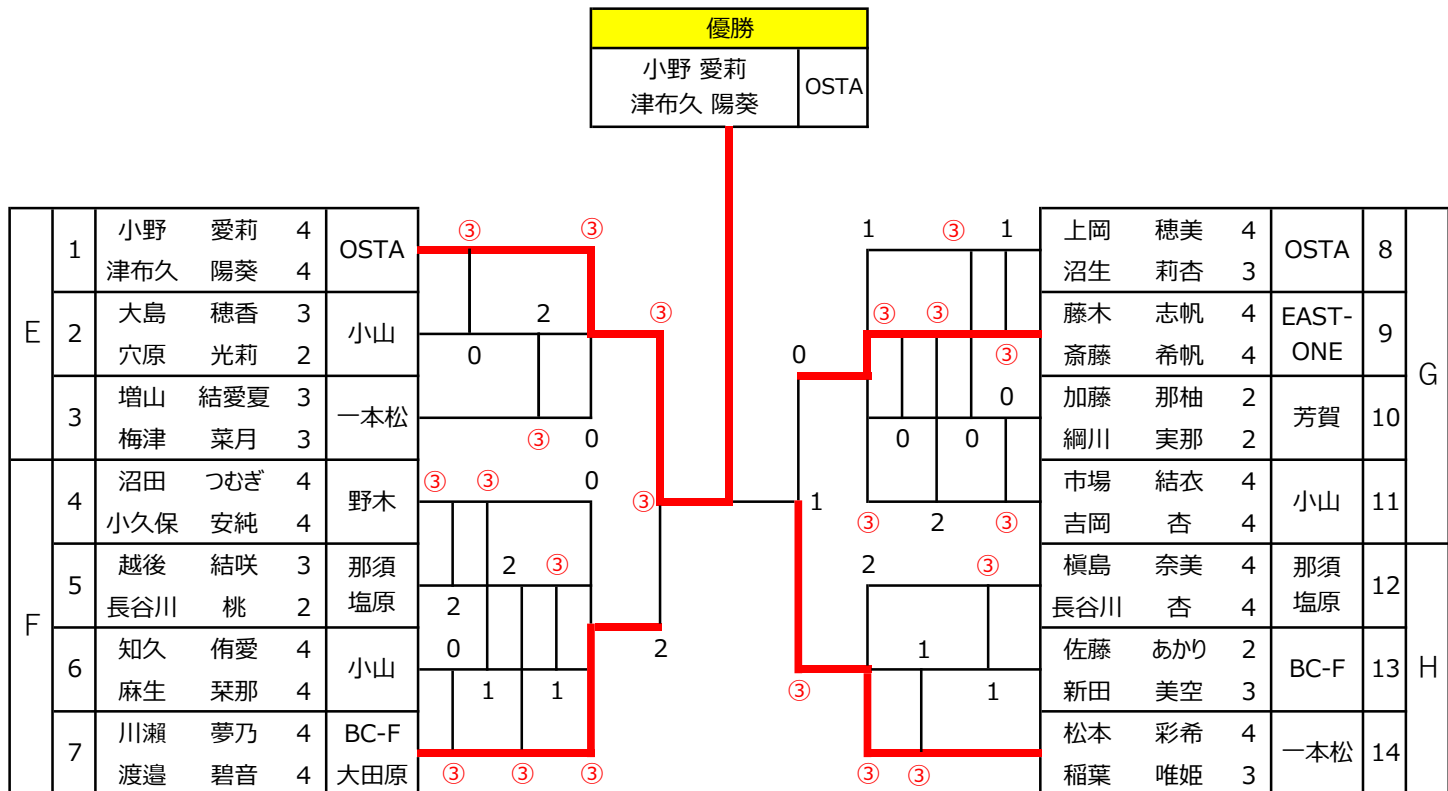 優勝
小野 愛莉
津布久 陽葵
OSTA
E
1
小野 愛莉 4
津布久 陽葵 4
OSTA
2
大島 穂香 3
穴原 光莉 2
小山
3
増山 結愛夏 3
梅津 菜月 3
一本松
F
4
沼田 つむぎ 4
小久保 安純 4
野木
5
越後 結咲 3
長谷川 桃 2
那須
塩原
6
知久 侑愛 4
麻生 栞那 4
小山
7
川瀨 夢乃 4
渡邉 碧音 4
BC-F
大田原
③ ③
2 ③
0
③ 0
③ ③ 0
③
2 ③
2
0 2
1 1
③ ③ ③
1 ③ 1
③ ③
0 ③
0
0 0
1
③ 2 ③
2 ③
1
③ 1
③ ③
上岡 穂美 4
沼生 莉杏 3
OSTA
8
藤木 志帆 4
斎藤 希帆 4
EAST-
ONE
9
加藤 那柚 2
綱川 実那 2
芳賀
10
市場 結衣 4
吉岡 杏 4
小山
11
G
槇島 奈美 4
長谷川 杏 4
那須
塩原
12
佐藤 あかり 2
新田 美空 3
BC-F
13
松本 彩希 4
稲葉 唯姫 3
一本松
14
H